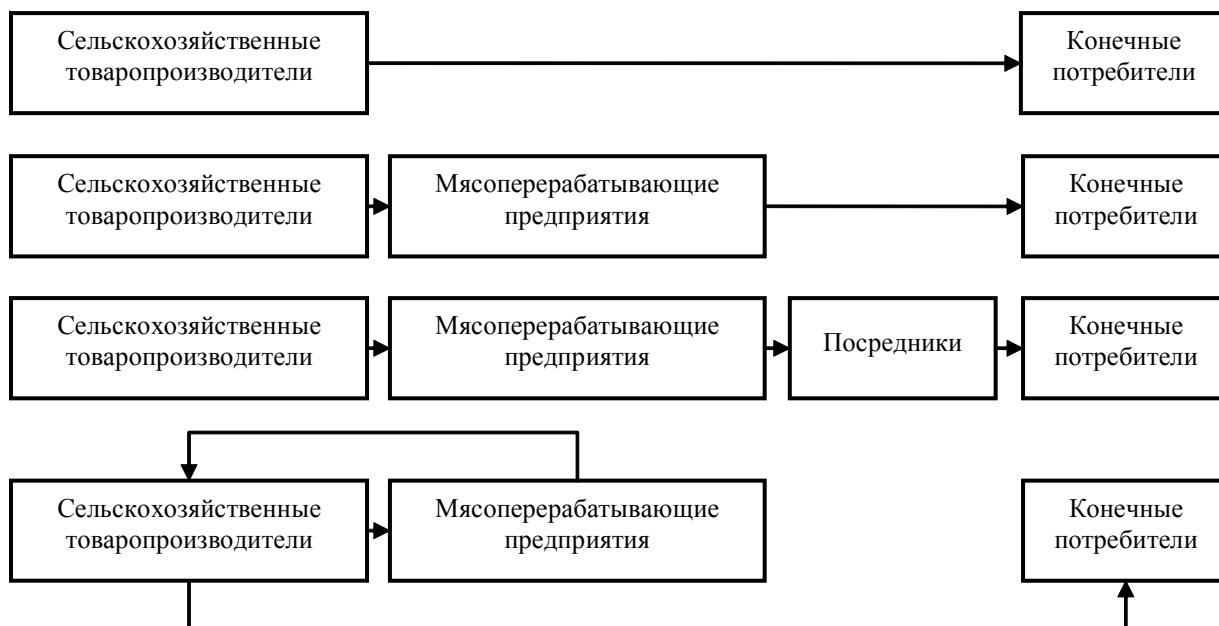 Сельскохозяйственные
товаропроизводители
Конечные
потребители
Сельскохозяйственные
товаропроизводители
Мясоперерабатывающие
предприятия
Конечные
потребители
Сельскохозяйственные
товаропроизводители
Мясоперерабатывающие
предприятия
Посредники
Конечные
потребители
Сельскохозяйственные
товаропроизводители
Мясоперерабатывающие
предприятия
Конечные
потребители